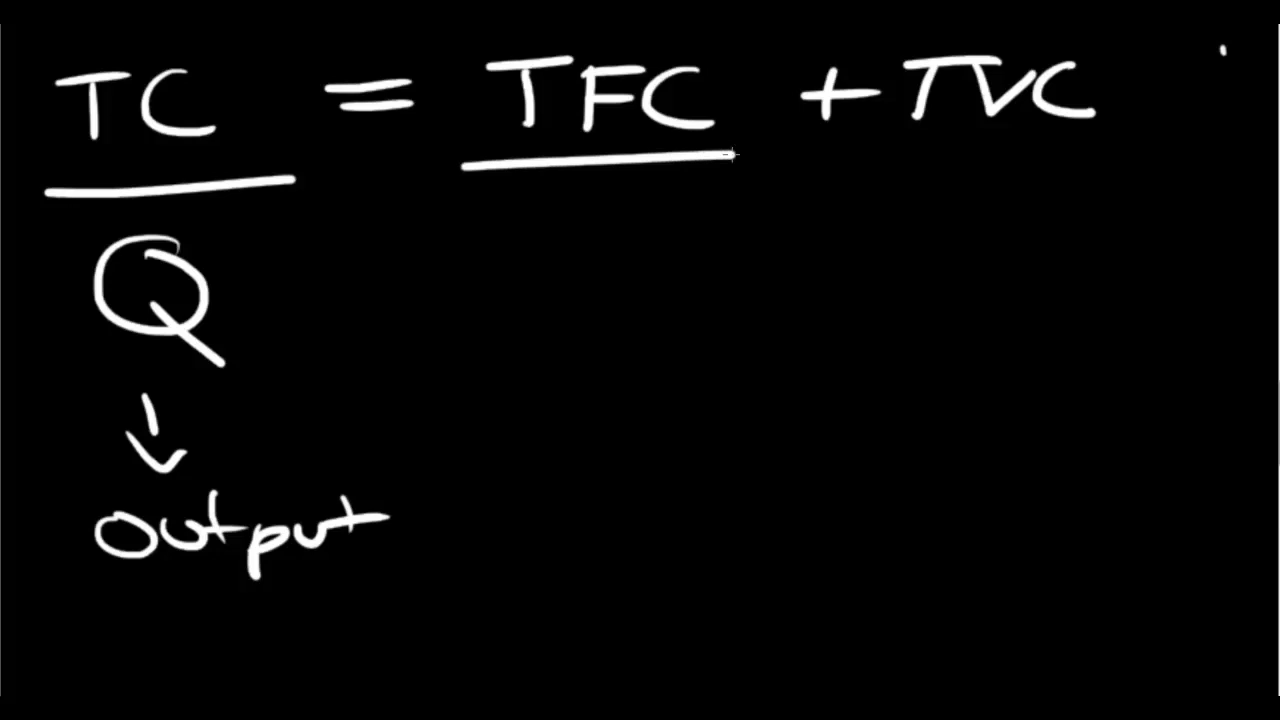 TC = TFC + TVC
Q
output